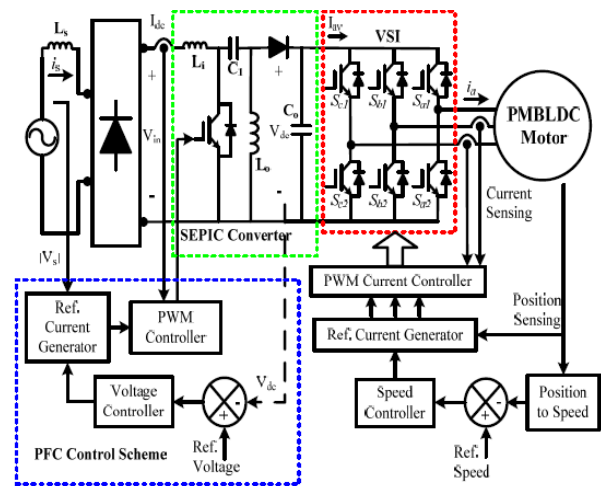 Ls
Idc
Iav
VSI
is
Li
C1
+
+
Sc1
Sb1
Sa1
ia
PMBLDC
Motor
Vin
Co
Vdc
Lo
-
-
Sc2
Sb2
Sa2
Current
Sensing
SEPIC Converter
|Vs|
PWM Current Controller
Ref.
Current
Generator
PWM
Controller
Ref. Current Generator
Position
Sensing
Vdc
Voltage
Controller
-
+
Speed
Controller
-
+
Position
to Speed
Ref.
Voltage
Ref.
Speed
PFC Control Scheme